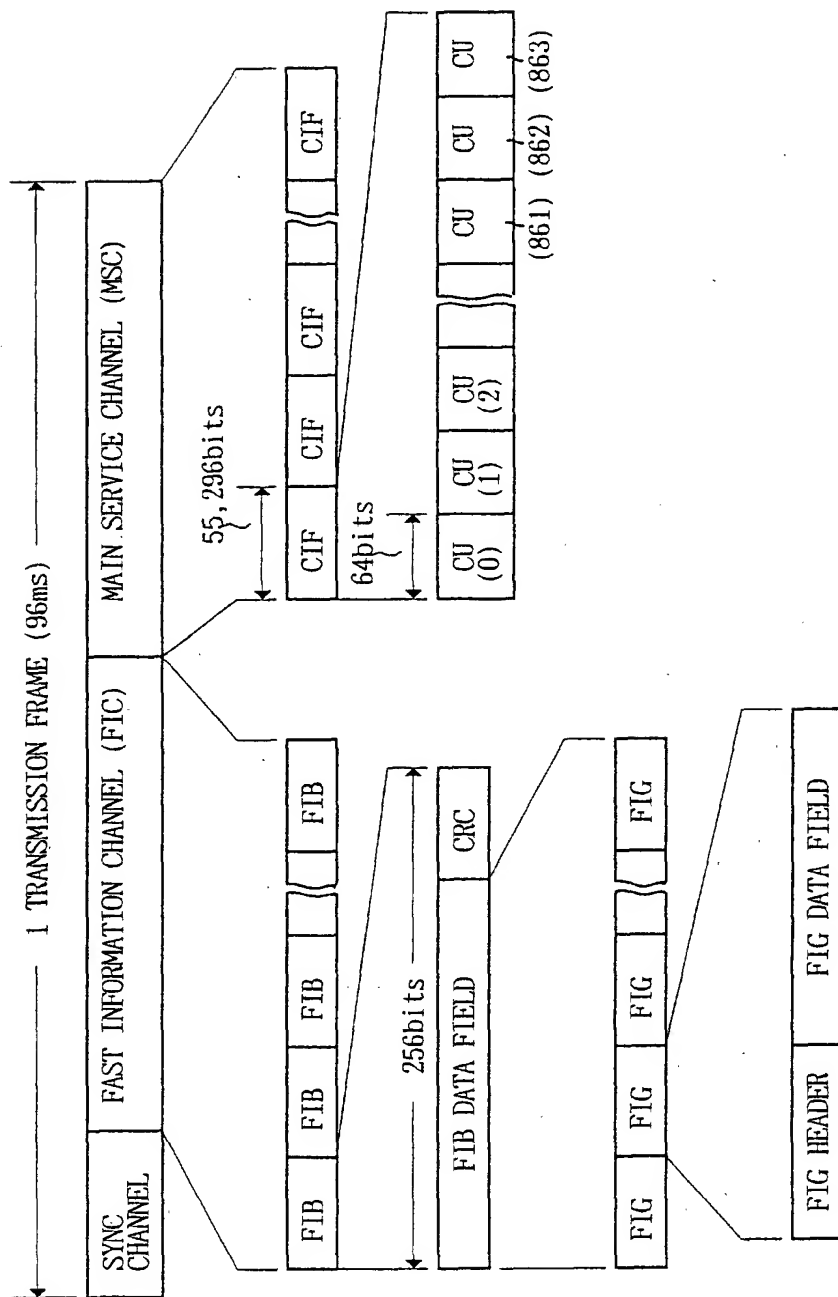 1 TRANSMISSION FRAME (96ms)
SYNC
CHANNEL
FAST INFORMATION CHANNEL (FIC)
MAIN SERVICE CHANNEL (MSC)
55,296bits
FIB
FIB
FIB
FIB
CIF
CIF
CIF
CIF
256bits
64bits
FIB DATA FIELD
CRC
CU
(0)
CU
(1)
CU
(2)
CU
CU
CU
(861)
(862)
(863)
FIG
FIG
FIG
FIG
FIG HEADER
FIG DATA FIELD